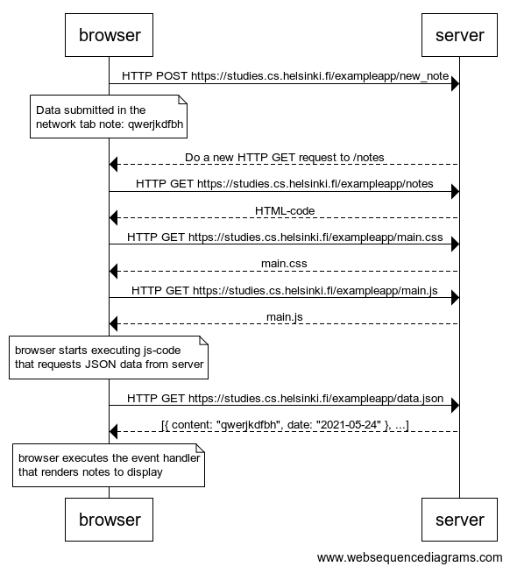 browser
server
HTTP POST https://studies.cs.helsinki.fi/exampleapp/new_note
Data submitted in the
network tab note: qwerjkdfbh
Do a new HTTP GET request to /notes
HTTP GET https://studies.cs.helsinki.fi/exampleapp/notes
HTML-code
HTTP GET https://studies.cs.helsinki.fi/exampleapp/main.css
main.css
HTTP GET https://studies.cs.helsinki.fi/exampleapp/main.js
main.js
browser starts executing js-code
that requests JSON data from server
HTTP GET https://studies.cs.helsinki.fi/exampleapp/data.json
[{ content: "qwerjkdfbh", date: "2021-05-24" }, ...]
browser executes the event handler
that renders notes to display
browser
server
www.websequencediagrams.com